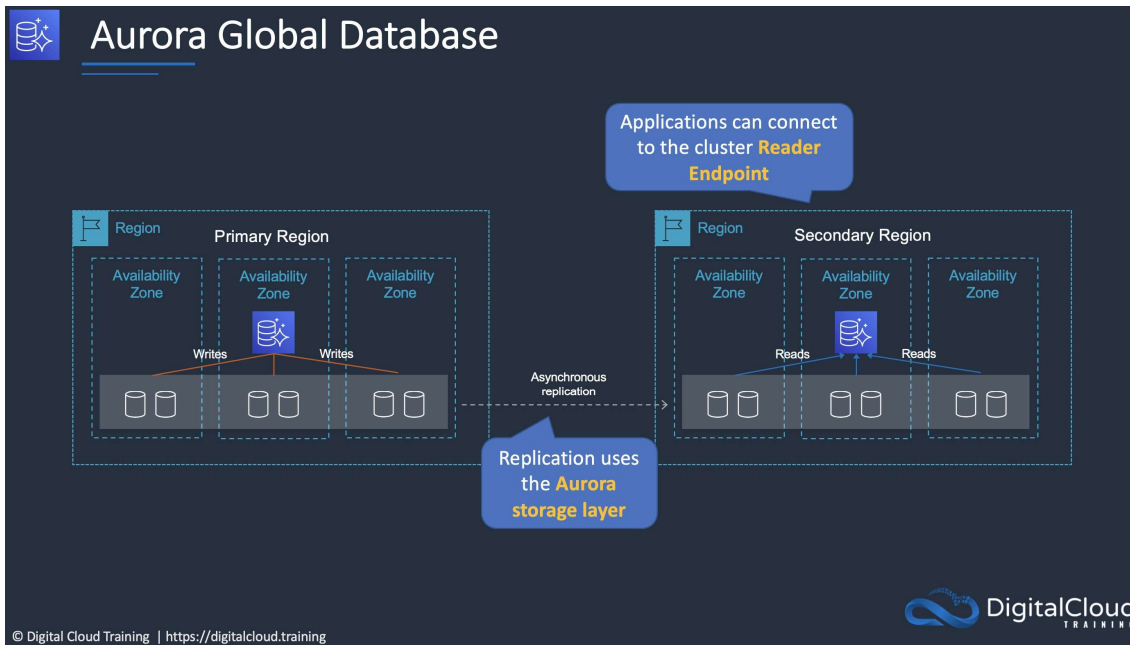 Aurora Global Database
Applications can connect
to the cluster Reader
Endpoint
Region
Primary Region
Availability
Zone
Availability
Zone
Availability
Zone
Writes
Writes
Asynchronous
replication
Replication uses
the Aurora
storage layer
Region
Secondary Region
Availability
Zone
Availability
Zone
Availability
Zone
Reads
Reads
DigitalCloud
TRAINING
© Digital Cloud Training | https://digitalcloud.training